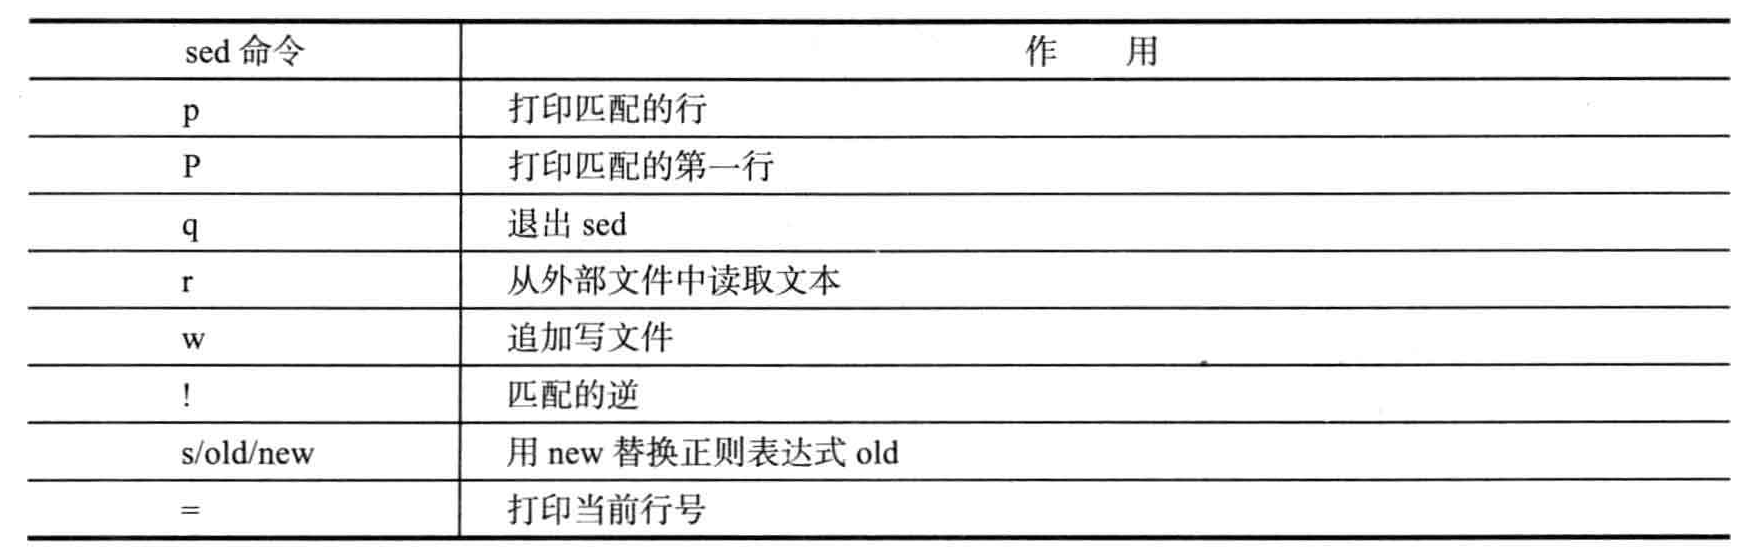 sed 命令 作 用
p 打印匹配的行
P 打印匹配的第一行
q 退出 sed
r 从外部文件中读取文本
w 追加写文件
! 匹配的逆
s/old/new 用 new 替换正则表达式 old
= 打印当前行号